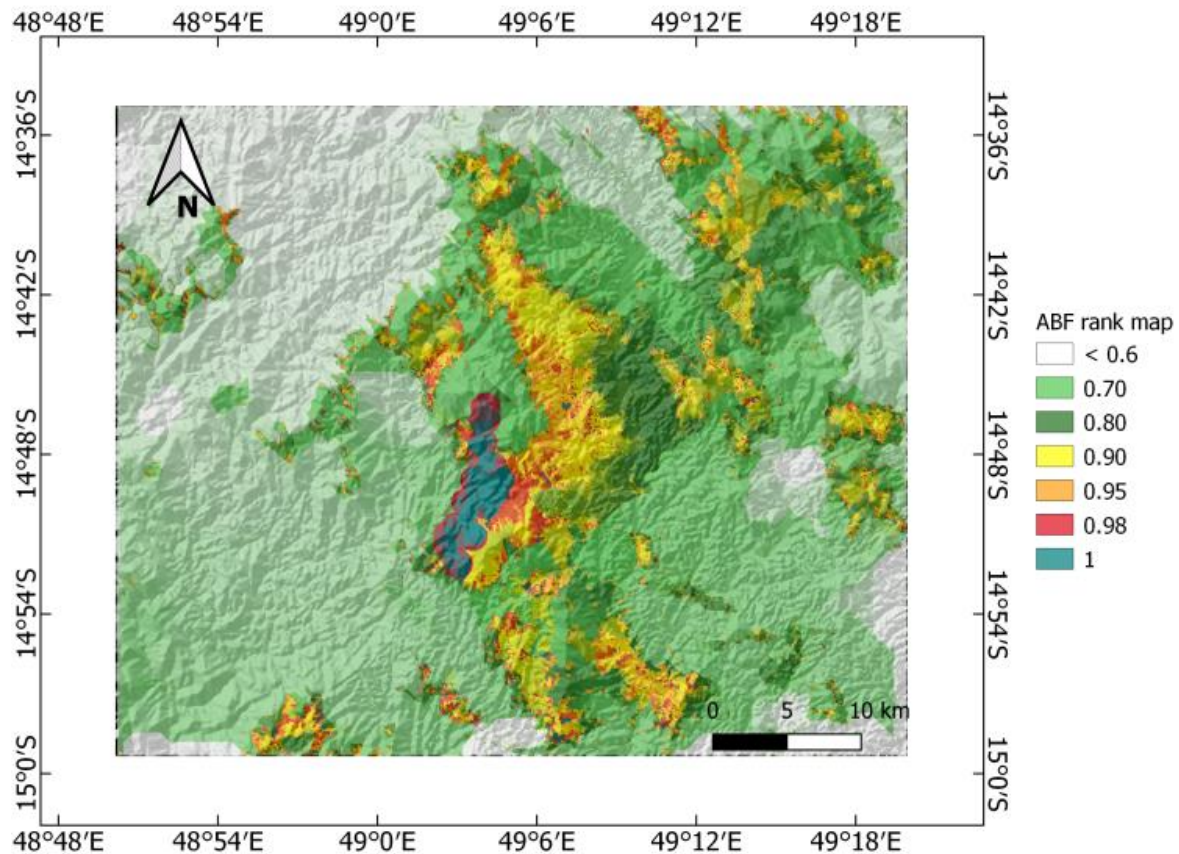 48°48′E 48°54′E 49°0′E 49°6′E 49°12′E 49°18′E
14°36′S 14°36′S
N
14°42′S 14°42′S
ABF rank map
< 0.6
0.70
0.80
0.90
0.95
0.98
1
14°48′S 14°48′S
14°54′S 14°54′S
0 5 10 km
15°0′S 15°0′S
48°48′E 48°54′E 49°0′E 49°6′E 49°12′E 49°18′E